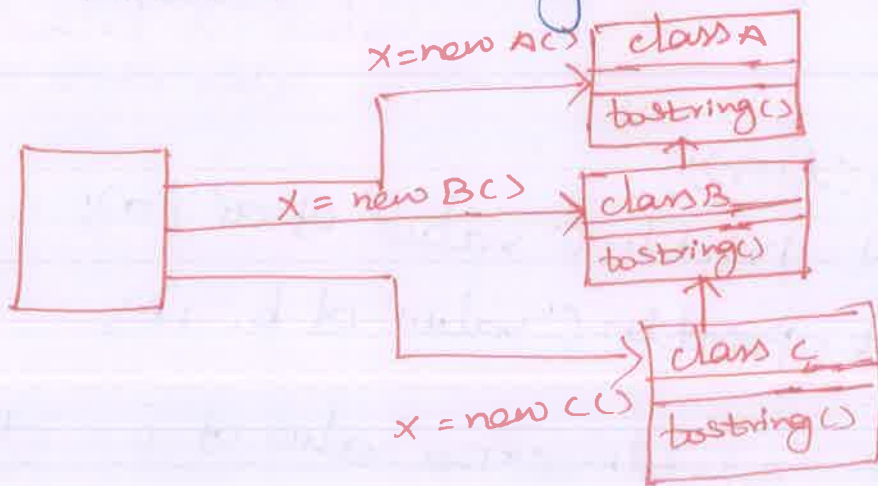 x=new A()
class A
tostring()
x = new B()
class B
tostring()
class C
x = new C()
tostring()